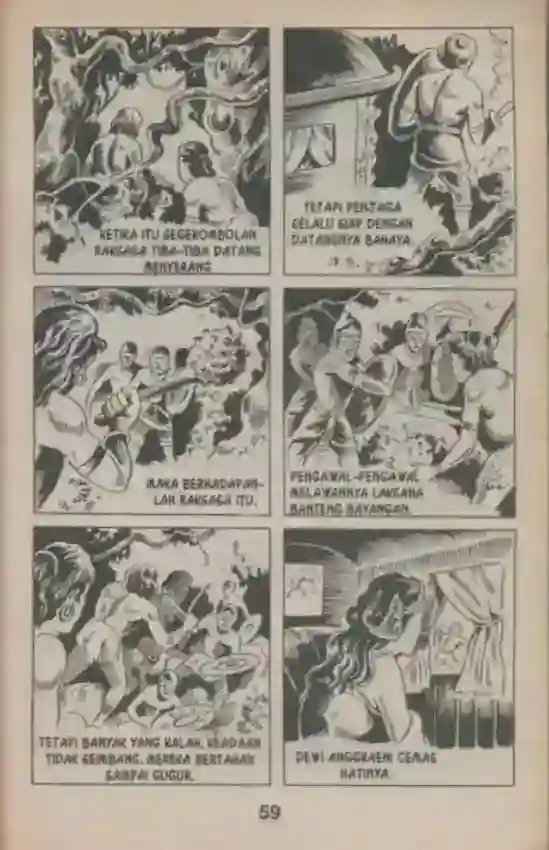 KETIKA ITU SEGEROMBOLAN
RAKSASA TIBA-TIBA DATANG
MENYERANG
TETAPI PENJAGA
SELALU SIAP DENGAN
DATANGNYA BAHAYA.
MAKA BERHADAPAN-
LAH RAKSASA ITU.
PENGAWAL-PENGAWAL
MELAWANNYA LAKSANA
BANTENG BAYANGAN.
TETAPI BANYAK YANG KALAH, KEADAAN
TIDAK SEIMBANG. MEREKA BERTAHAN
SAMPAI GUGUR.
DEWI ANGGRAENI CEMAS
HATINYA.
59